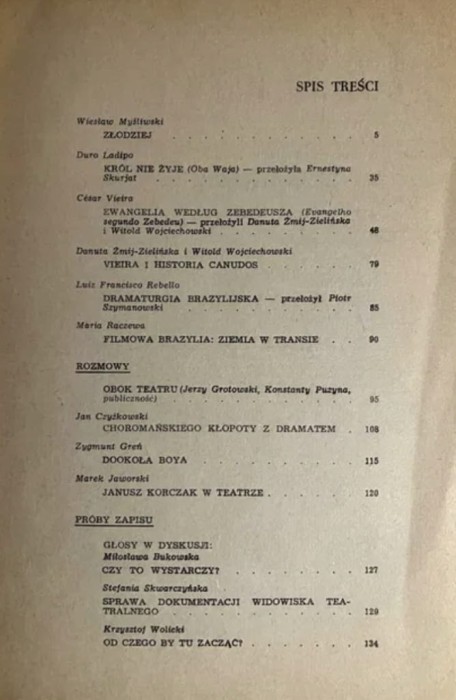 SPIS TREŚCI
Wiesław Myśliwski
ZŁODZIEJ . . . . . . . . . . . . 5
Duro Ladipo
KRÓL NIE ŻYJE (Oba Waja) — przełożyła Ernestyna
Skurjat . . . . . . . . . . . . 35
César Vieira
EWANGELIA WEDŁUG ZEBEDEUSZA (Evangelho
segundo Zebedeu) — przełożyli Danuta Żmij-Zielińska
i Witold Wojciechowski . . . . . . . . . 48
Danuta Żmij-Zielińska i Witold Wojciechowski
VIEIRA I HISTORIA CANUDOS . . . . . . 79
Luiz Francisco Rebello
DRAMATURGIA BRAZYLIJSKA — przełożył Piotr
Szymanowski . . . . . . . . . . . 85
Maria Raczewa
FILMOWA BRAZYLIA: ZIEMIA W TRANSIE . . . 90
ROZMOWY
OBOK TEATRU (Jerzy Grotowski, Konstanty Puzyna,
publiczność) . . . . . . . . . . . 95
Jan Czyżkowski
CHOROMAŃSKIEGO KŁOPOTY Z DRAMATEM . 108
Zygmunt Greń
DOOKOŁA BOYA . . . . . . . . . . 115
Marek Jaworski
JANUSZ KORCZAK W TEATRZE . . . . . . 120
PRÓBY ZAPISU
GŁOSY W DYSKUSJI:
Miłosława Bukowska
CZY TO WYSTARCZY? . . . . . . . . 127
Stefania Skwarczyńska
SPRAWA DOKUMENTACJI WIDOWISKA TEA-
TRALNEGO . . . . . . . . . . . 129
Krzysztof Wolicki
OD CZEGO BY TU ZACZĄĆ? . . . . . . . 134